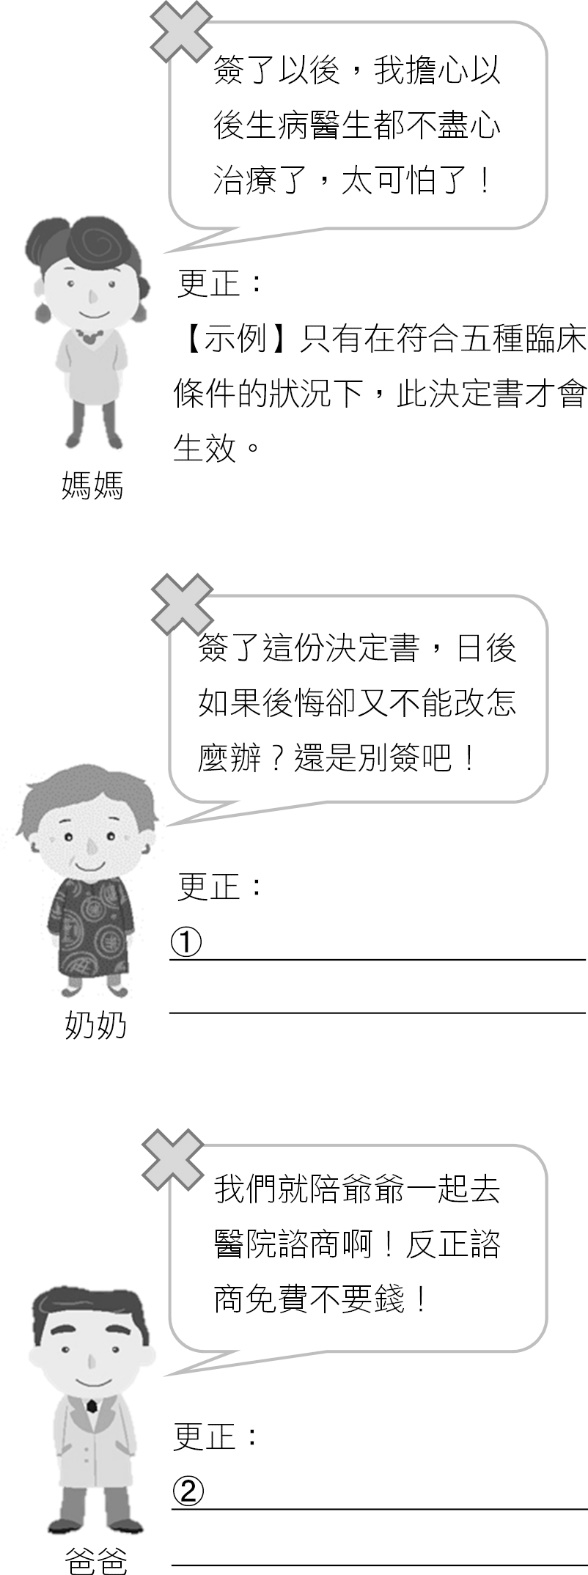 簽了以後，我擔心以
後生病醫生都不盡心
治療了，太可怕了！
更正：
【示例】只有在符合五種臨床
條件的狀況下，此決定書才會
生效。
媽媽
簽了這份決定書，日後
如果後悔卻又不能改怎
麼辦？還是別簽吧！
更正：
①
奶奶
我們就陪爺爺一起去
醫院諮商啊！反正諮
商免費不要錢！
更正：
②
爸爸